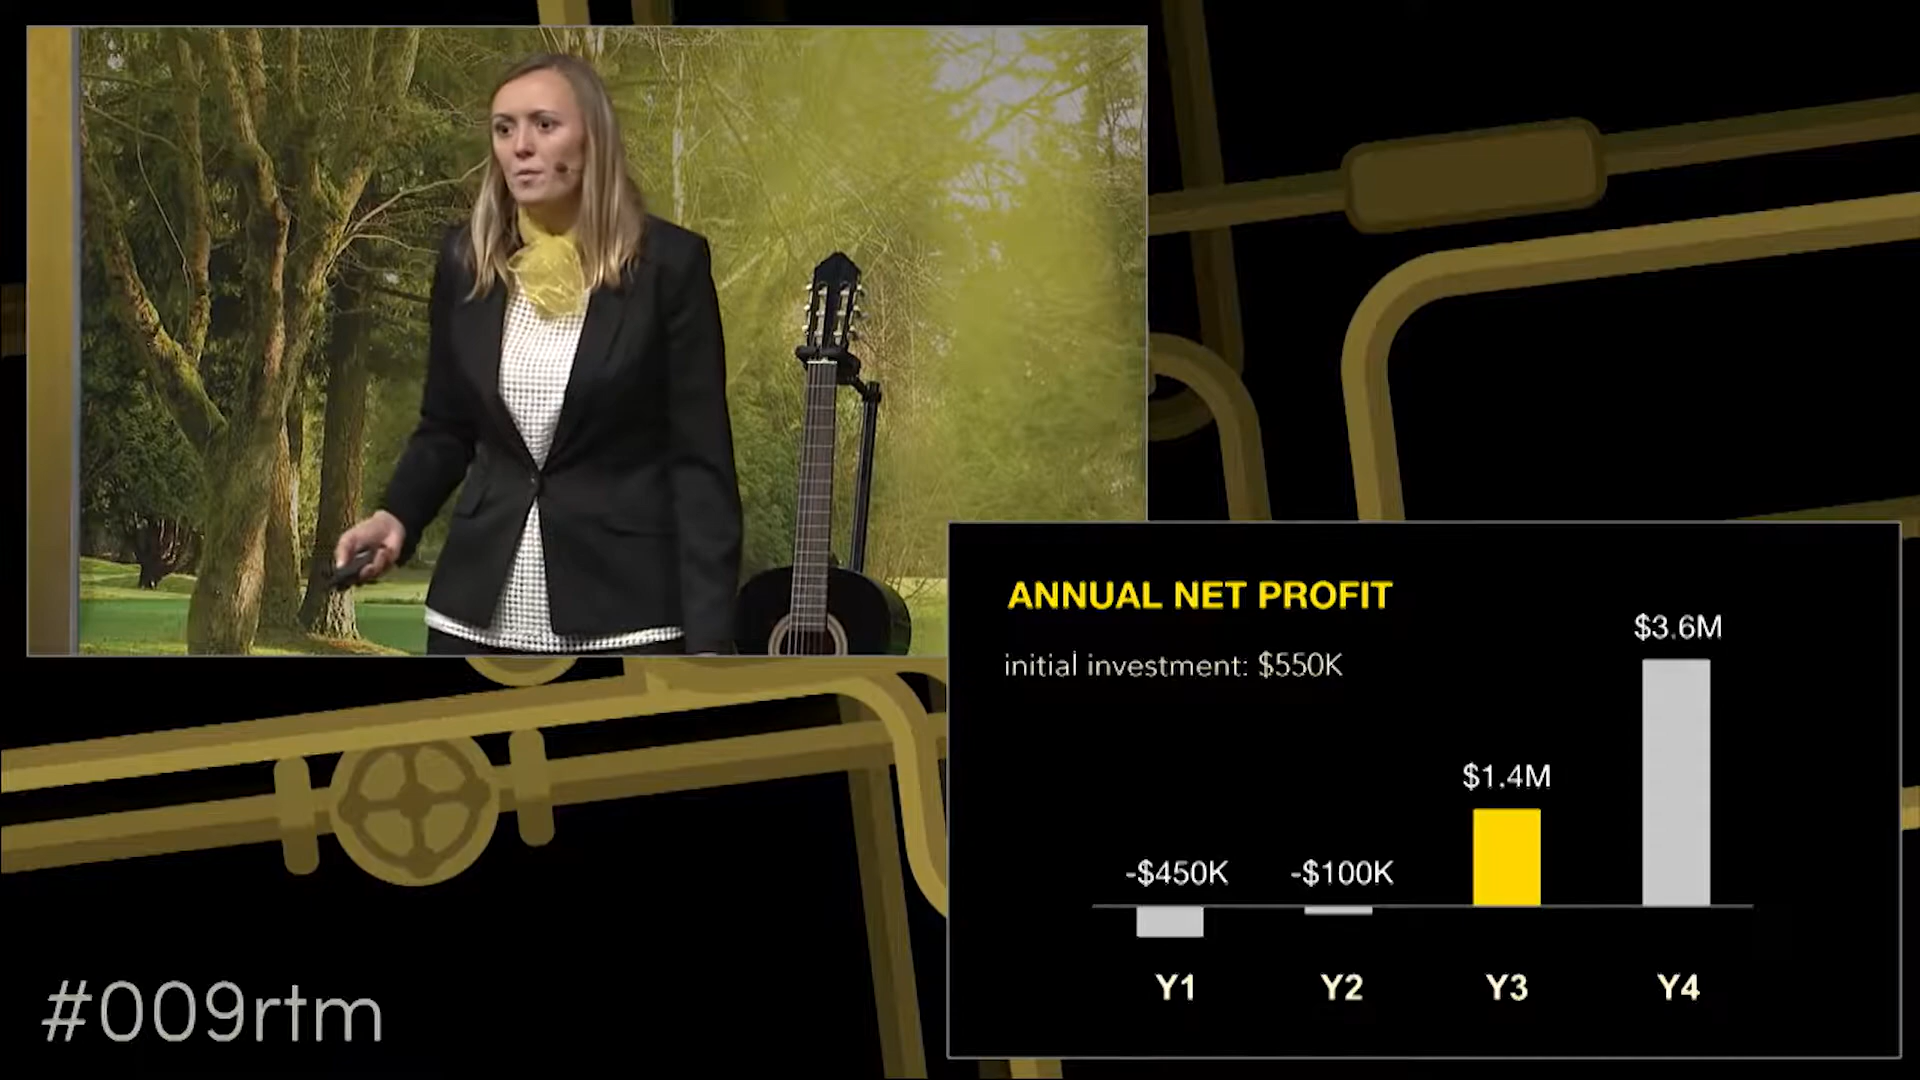 ANNUAL NET PROFIT
initial investment: $550K
$3.6M
$1.4M
-$450K -$100K
Y1 Y2 Y3 Y4
#009rtm